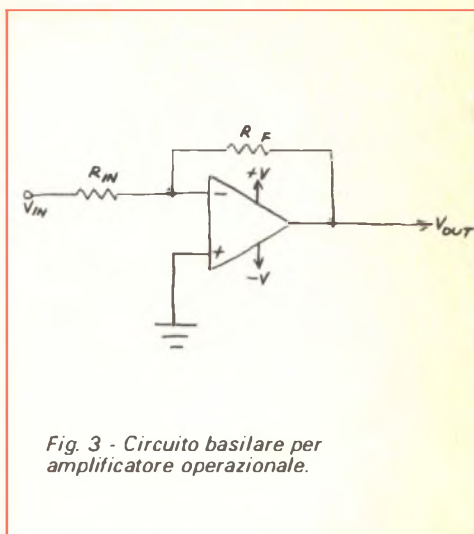 R F
+V
R IN
V IN
-
+
V OUT
-V
Fig. 3 - Circuito basilare per
amplificatore operazionale.